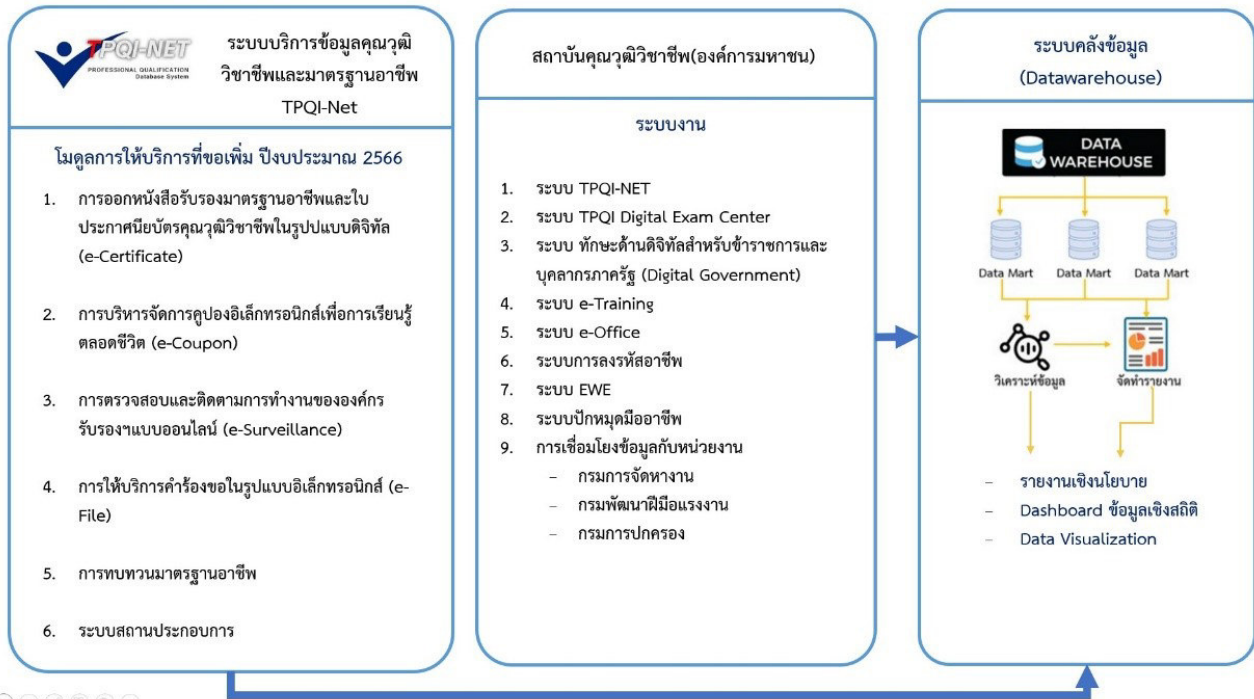 TPQI-NET
PROFESSIONAL QUALIFICATION
Database System
ระบบบริการข้อมูลคุณวุฒิ
วิชาชีพและมาตรฐานอาชีพ
TPQI-Net
โมดูลการให้บริการที่ขอเพิ่ม ปีงบประมาณ 2566
1. การออกหนังสือรับรองมาตรฐานอาชีพและใบ
ประกาศนียบัตรคุณวุฒิวิชาชีพในรูปปแบบดิจิทัล
(e-Certificate)
2. การบริหารจัดการคูปองอิเล็กทรอนิกส์เพื่อการเรียนรู้
ตลอดชีวิต (e-Coupon)
3. การตรวจสอบและติดตามการทำงานขององค์กร
รับรองฯแบบออนไลน์ (e-Surveillance)
4. การให้บริการคำร้องขอในรูปแบบอิเล็กทรอนิกส์ (e-
File)
5. การทบทวนมาตรฐานอาชีพ
6. ระบบสถานประกอบการ
สถาบันคุณวุฒิวิชาชีพ(องค์การมหาชน)
ระบบงาน
1. ระบบ TPQI-NET
2. ระบบ TPQI Digital Exam Center
3. ระบบ ทักษะด้านดิจิทัลสำหรับข้าราชการและ
บุคลากรภาครัฐ (Digital Government)
4. ระบบ e-Training
5. ระบบ e-Office
6. ระบบการลงรหัสอาชีพ
7. ระบบ EWE
8. ระบบปักหมุดมืออาชีพ
9. การเชื่อมโยงข้อมูลกับหน่วยงาน
– กรมการจัดหางาน
– กรมพัฒนาฝีมือแรงงาน
– กรมการปกครอง
ระบบคลังข้อมูล
(Datawarehouse)
DATA
WAREHOUSE
Data Mart Data Mart Data Mart
วิเคราะห์ข้อมูล จัดทำรายงาน
– รายงานเชิงนโยบาย
– Dashboard ข้อมูลเชิงสถิติ
– Data Visualization